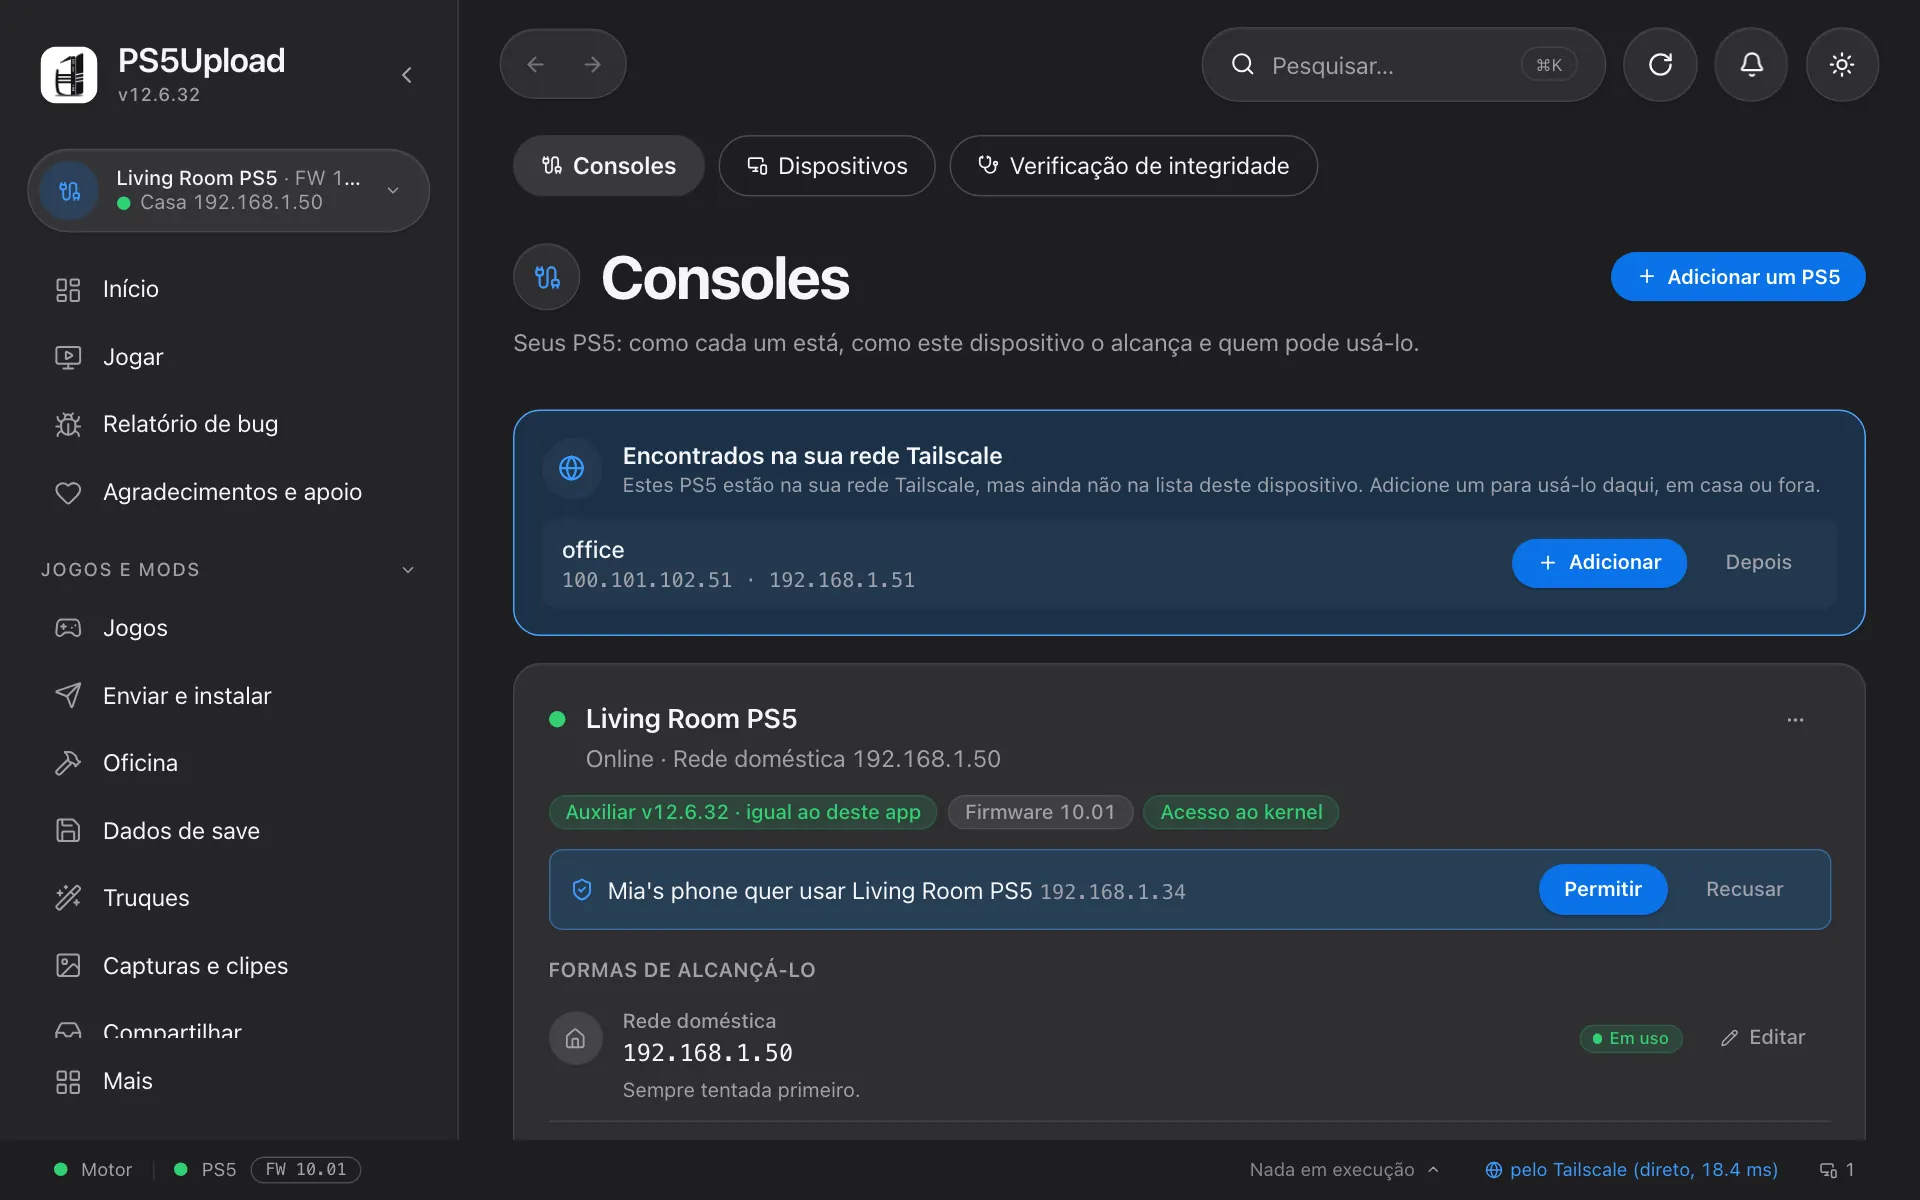 PS5Upload
v12.6.32
Living Room PS5 · FW 1...
Casa 192.168.1.50
Início
Jogar
Relatório de bug
Agradecimentos e apoio
JOGOS E MODS
Jogos
Enviar e instalar
Oficina
Dados de save
Truques
Capturas e clipes
Compartilhar
Mais
Pesquisar...
⌘K
Consoles
Dispositivos
Verificação de integridade
Consoles
Adicionar um PS5
Seus PS5: como cada um está, como este dispositivo o alcança e quem pode usá-lo.
Encontrados na sua rede Tailscale
Estes PS5 estão na sua rede Tailscale, mas ainda não na lista deste dispositivo. Adicione um para usá-lo daqui, em casa ou fora.
office
100.101.102.51 · 192.168.1.51
Adicionar
Depois
Living Room PS5
Online · Rede doméstica 192.168.1.50
Auxiliar v12.6.32 · igual ao deste app
Firmware 10.01
Acesso ao kernel
Mia's phone quer usar Living Room PS5 192.168.1.34
Permitir
Recusar
FORMAS DE ALCANÇÁ-LO
Rede doméstica
192.168.1.50
Sempre tentada primeiro.
Em uso
Editar
Motor
PS5
FW 10.01
Nada em execução
pelo Tailscale (direto, 18.4 ms)
1